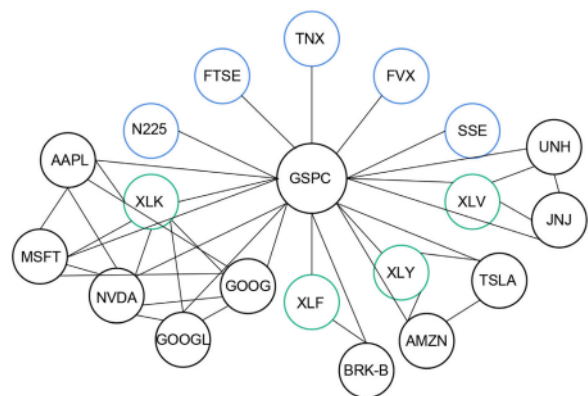 TNX
FTSE
FVX
N225
SSE
UNH
AAPL
GSPC
XLK
XLV
JNJ
MSFT
XLY
NVDA
GOOG
TSLA
XLF
GOOGL
AMZN
BRK-B